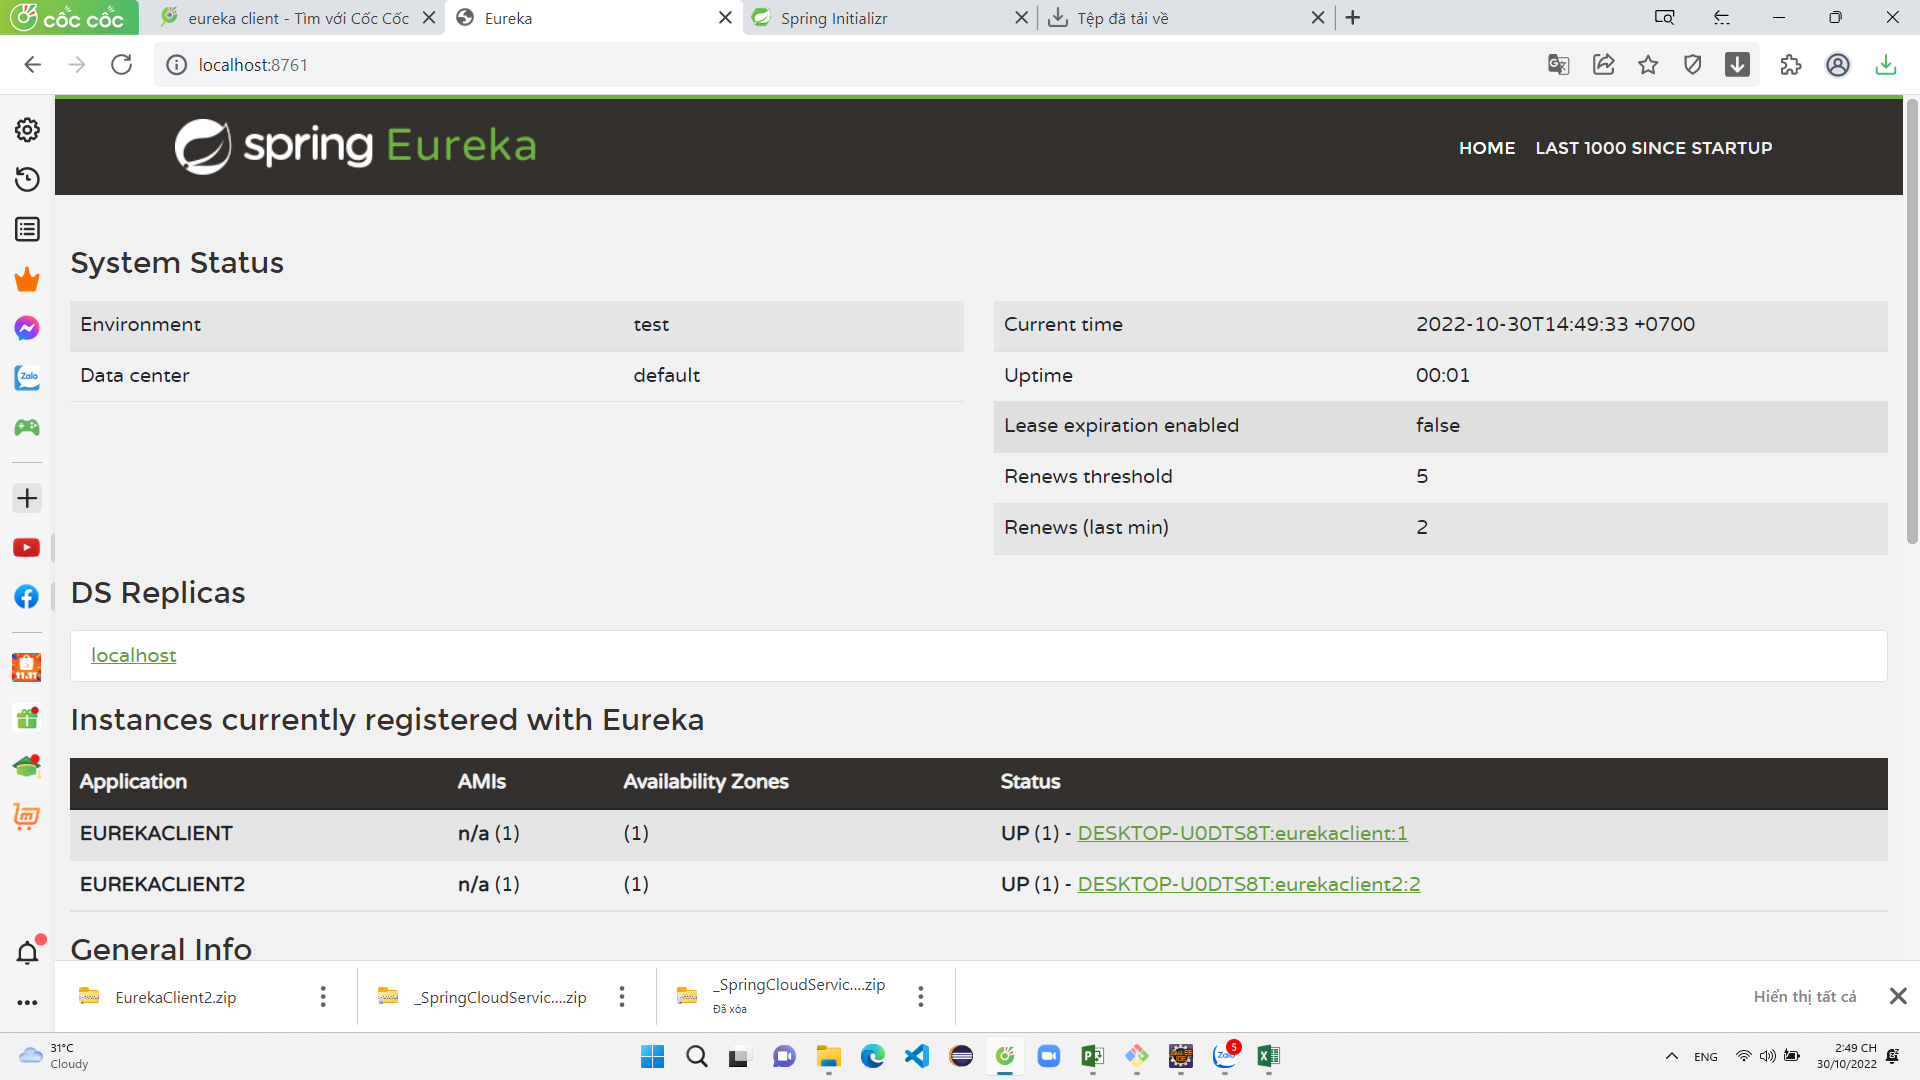 cốc cốc
eureka client - Tìm với Cốc Cốc
Eureka
Spring Initializr
Tệp đã tải về
localhost:8761
spring Eureka
HOME
LAST 1000 SINCE STARTUP
System Status
Environment test
Data center default
Current time 2022-10-30T14:49:33 +0700
Uptime 00:01
Lease expiration enabled false
Renews threshold 5
Renews (last min) 2
DS Replicas
localhost
Instances currently registered with Eureka
Application AMIs Availability Zones Status
EUREKACLIENT n/a (1) (1) UP (1) - DESKTOP-U0DTS8T:eurekaclient:1
EUREKACLIENT2 n/a (1) (1) UP (1) - DESKTOP-U0DTS8T:eurekaclient2:2
General Info
Zalo
11.11
EurekaClient2.zip
_SpringCloudServic....zip
_SpringCloudServic....zip
Đã xóa
Hiển thị tất cả
31°C
Cloudy
5
ENG
2:49 CH
30/10/2022